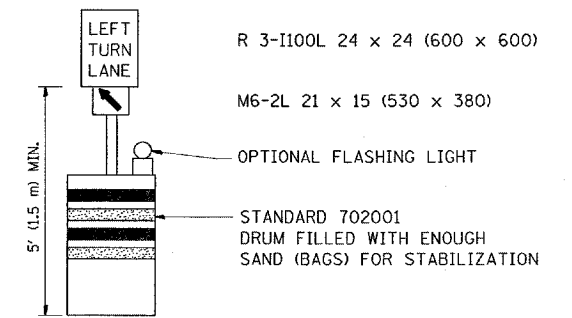 LEFT
TURN
LANE
R 3-I100L 24 x 24 (600 x 600)
M6-2L 21 x 15 (530 x 380)
5' (1.5 m) MIN.
OPTIONAL FLASHING LIGHT
STANDARD 702001
DRUM FILLED WITH ENOUGH
SAND (BAGS) FOR STABILIZATION